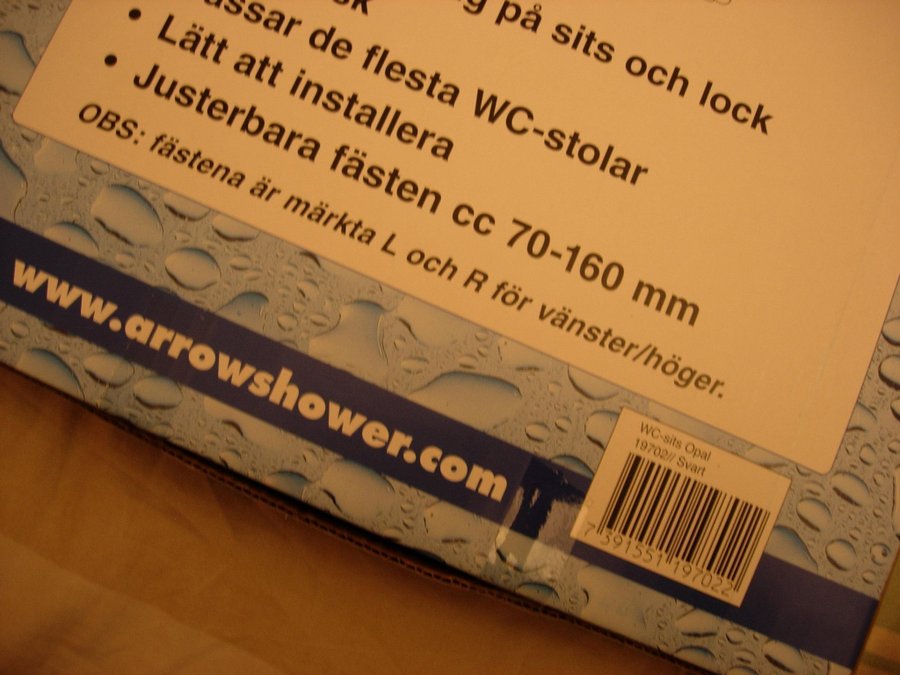 på sits och lock
de flesta WC-stolar
• Lätt att installera
• Justerbara fästen cc 70-160 mm
OBS: fästena är märkta L och R för vänster/höger.
www.arrowshower.com
WC-sits Opal
19702// Svart
7 391551 197022